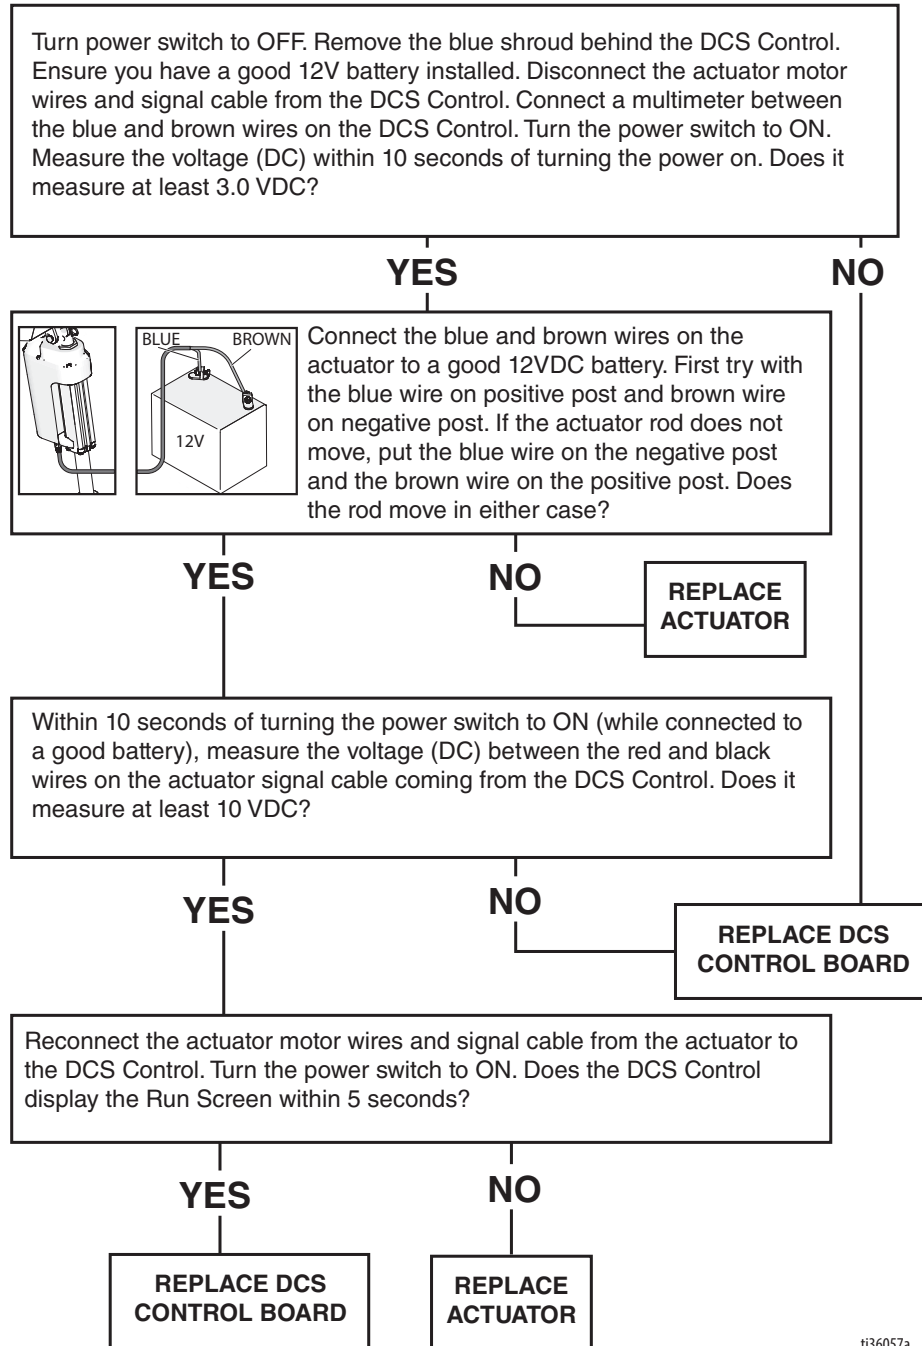 Turn power switch to OFF. Remove the blue shroud behind the DCS Control.
Ensure you have a good 12V battery installed. Disconnect the actuator motor
wires and signal cable from the DCS Control. Connect a multimeter between
the blue and brown wires on the DCS Control. Turn the power switch to ON.
Measure the voltage (DC) within 10 seconds of turning the power on. Does it
measure at least 3.0 VDC?
YES
NO
BLUE
BROWN
12V
Connect the blue and brown wires on the
actuator to a good 12VDC battery. First try with
the blue wire on positive post and brown wire
on negative post. If the actuator rod does not
move, put the blue wire on the negative post
and the brown wire on the positive post. Does
the rod move in either case?
YES
NO
REPLACE
ACTUATOR
Within 10 seconds of turning the power switch to ON (while connected to
a good battery), measure the voltage (DC) between the red and black
wires on the actuator signal cable coming from the DCS Control. Does it
measure at least 10 VDC?
YES
NO
REPLACE DCS
CONTROL BOARD
Reconnect the actuator motor wires and signal cable from the actuator to
the DCS Control. Turn the power switch to ON. Does the DCS Control
display the Run Screen within 5 seconds?
YES
NO
REPLACE DCS
CONTROL BOARD
REPLACE
ACTUATOR
ti36057a